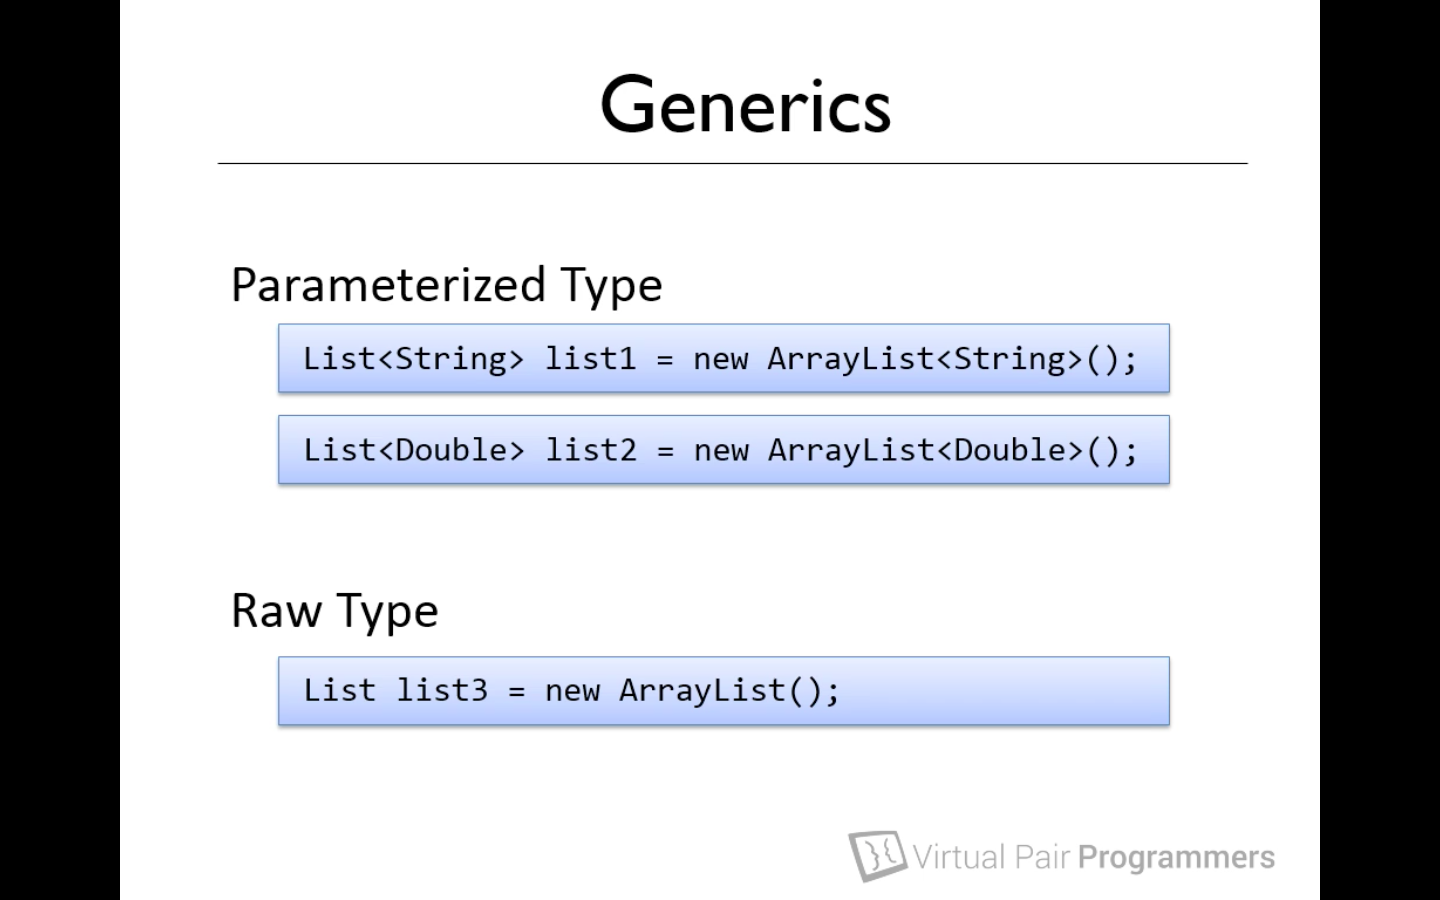 Generics
Parameterized Type
List<String> list1 = new ArrayList<String>();
List<Double> list2 = new ArrayList<Double>();
Raw Type
List list3 = new ArrayList();
Virtual Pair Programmers